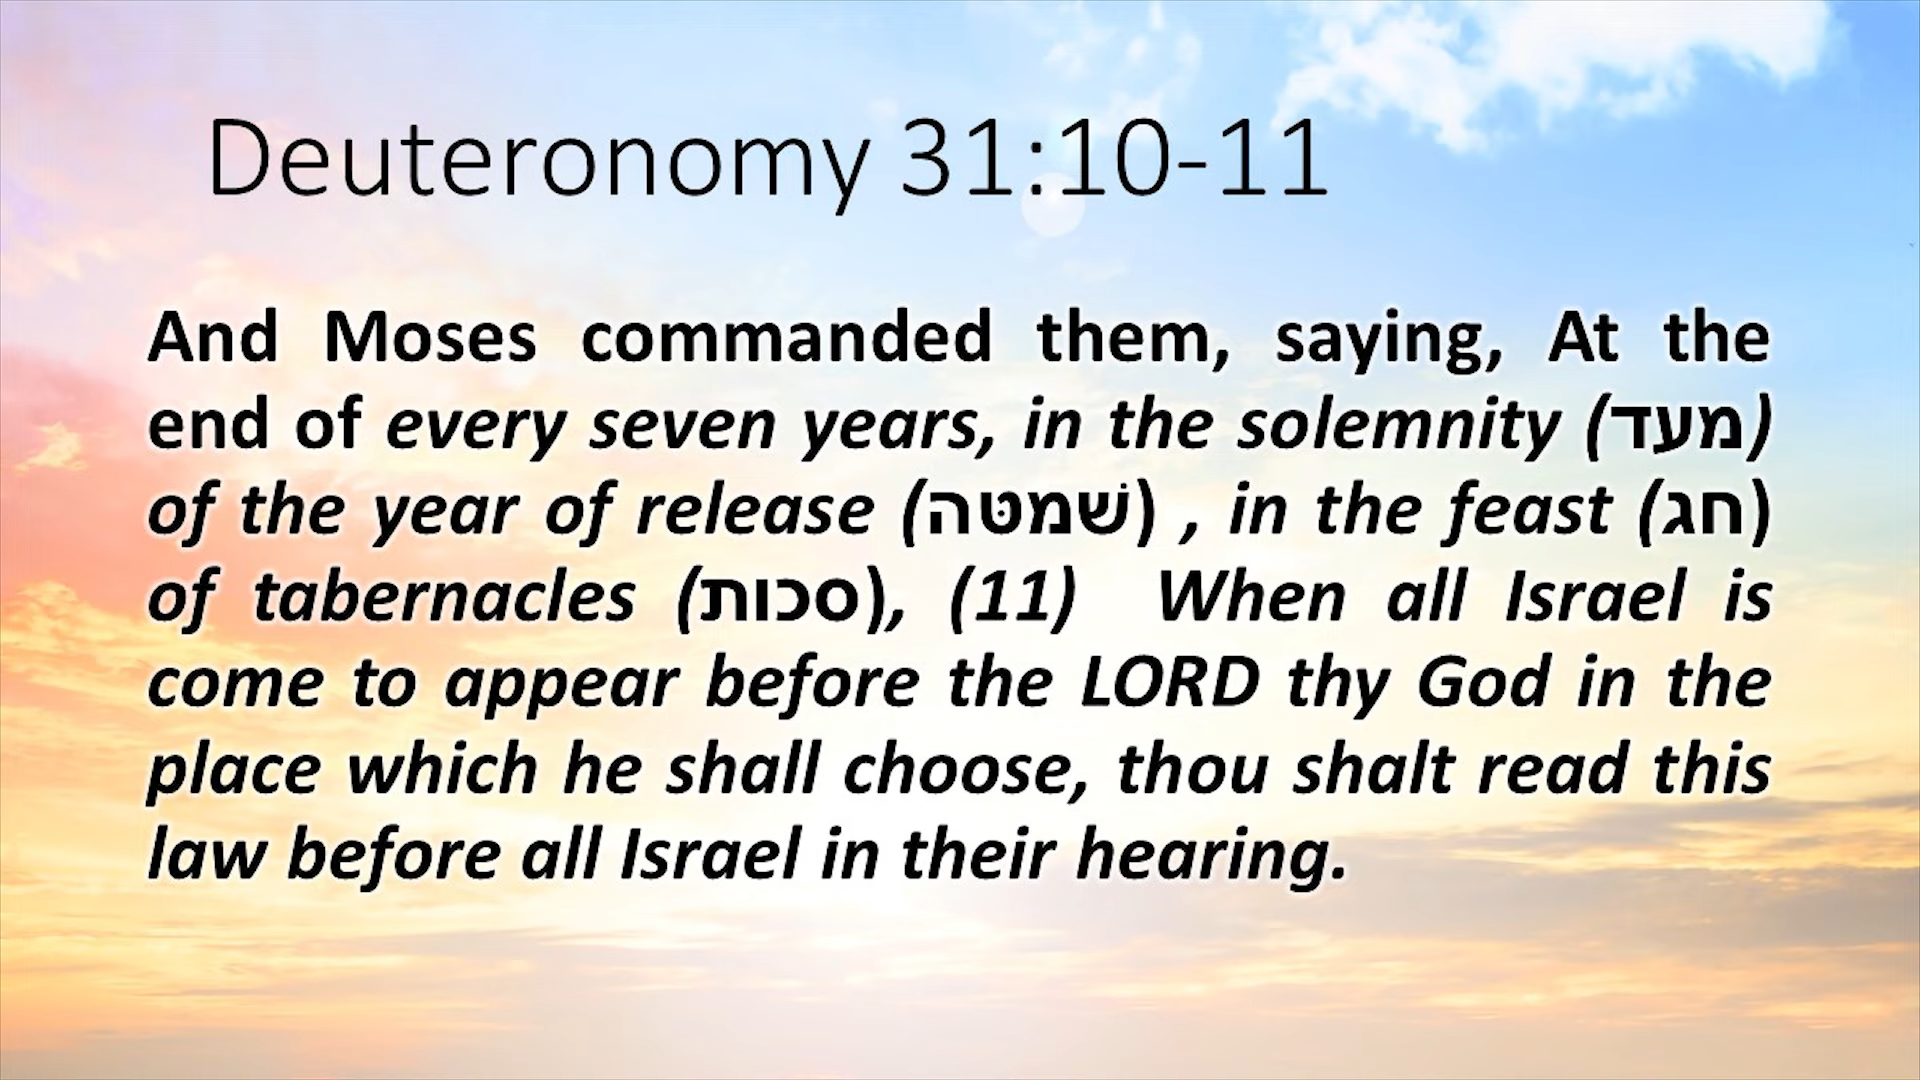 Deuteronomy 31:10-11
And Moses commanded them, saying, At the
end of every seven years, in the solemnity (מעד)
of the year of release (שׁמטּה) , in the feast (חג)
of tabernacles (סכות), (11) When all Israel is
come to appear before the LORD thy God in the
place which he shall choose, thou shalt read this
law before all Israel in their hearing.